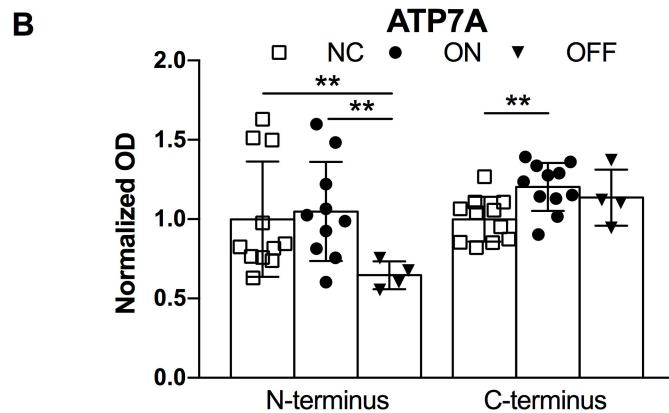 B
ATP7A
NC ON OFF
Normalized OD
2.0
1.5
1.0
0.5
0.0
**
**
**
N-terminus C-terminus